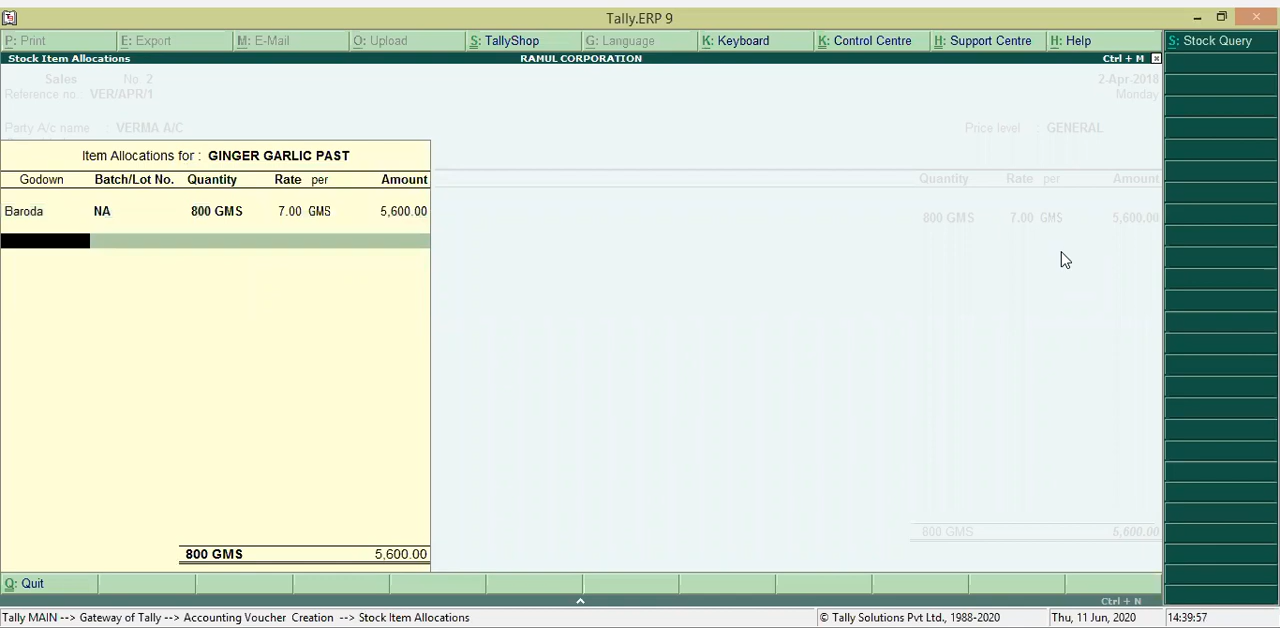 Tally.ERP 9
P: Print E: Export M: E-Mail O: Upload S: TallyShop G: Language K: Keyboard K: Control Centre H: Support Centre H: Help S: Stock Query
Stock Item Allocations RAMUL CORPORATION Ctrl + M
Sales No. 2 2-Apr-2018
Reference no. VER/APR/1 Monday
Party A/c name : VERMA A/C Price level : GENERAL
Item Allocations for : GINGER GARLIC PAST
Godown Batch/Lot No. Quantity Rate per Amount Quantity Rate per Amount
Baroda NA 800 GMS 7.00 GMS 5,600.00 800 GMS 7.00 GMS 5,600.00
800 GMS 5,600.00
800 GMS 5,600.00
Q: Quit
Ctrl + N
Tally MAIN --> Gateway of Tally --> Accounting Voucher Creation --> Stock Item Allocations © Tally Solutions Pvt Ltd., 1988-2020 Thu, 11 Jun, 2020 14:39:57